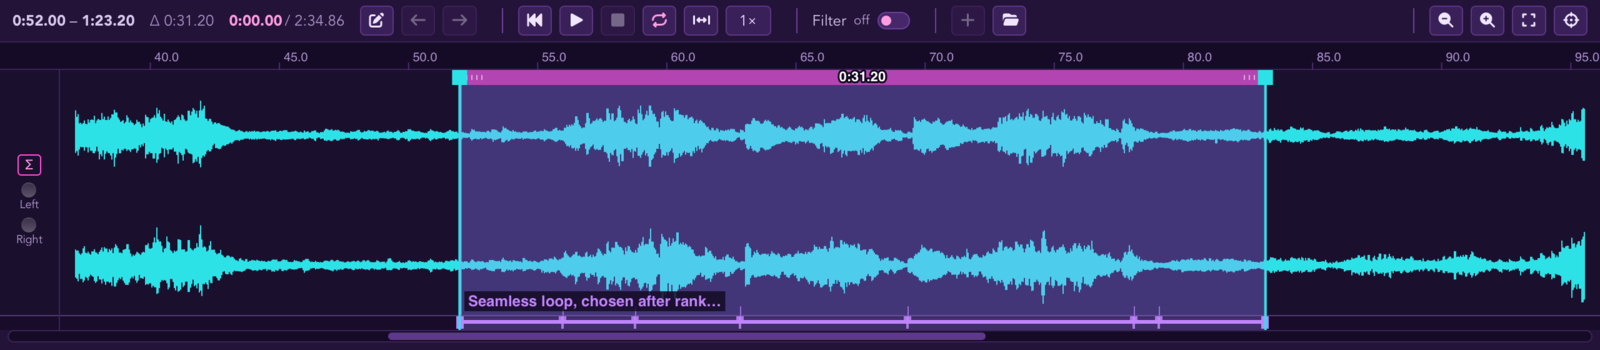 0:52.00 – 1:23.20 Δ 0:31.20 0:00.00 / 2:34.86 1× Filter off
40.0 45.0 50.0 55.0 60.0 65.0 70.0 75.0 80.0 85.0 90.0 95.0
0:31.20
Σ
Left
Right
Seamless loop, chosen after rank…